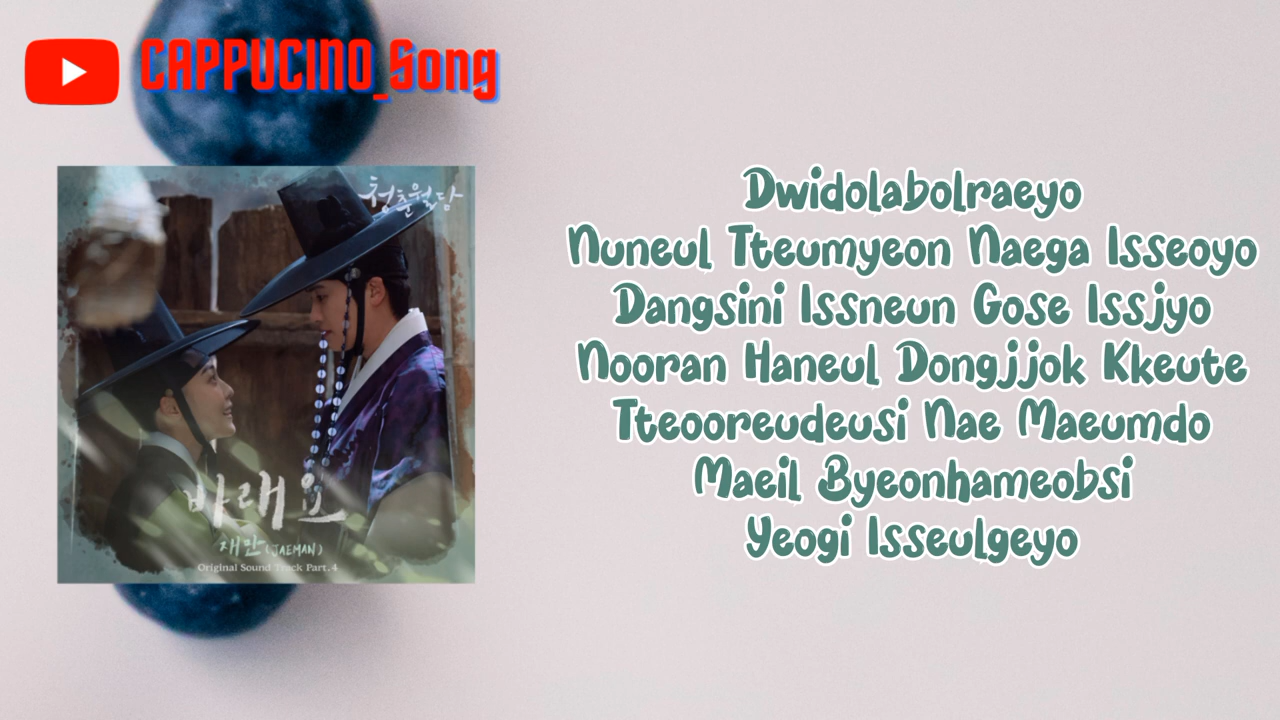 CAPPUCINO_Song
청춘월담
바래요
재만 (JAEMAN)
Original Sound Track Part.4
Dwidolabolraeyo
Nuneul Tteumyeon Naega Isseoyo
Dangsini Issneun Gose Issjyo
Nooran Haneul Dongjjok Kkeute
Tteooreudeusi Nae Maeumdo
Maeil Byeonhameobsi
Yeogi Isseulgeyo